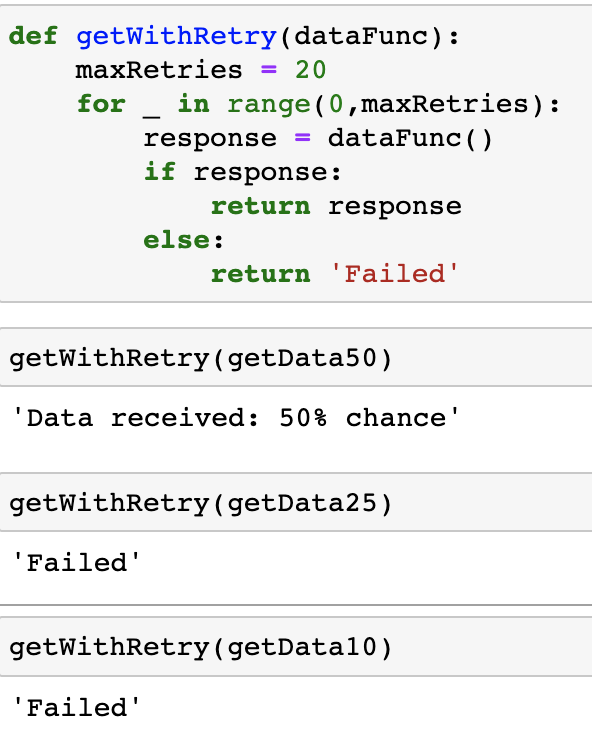 def getWithRetry(dataFunc):
    maxRetries = 20
    for _ in range(0,maxRetries):
        response = dataFunc()
        if response:
            return response
        else:
            return 'Failed'
getWithRetry(getData50)
'Data received: 50% chance'
getWithRetry(getData25)
'Failed'
getWithRetry(getData10)
'Failed'